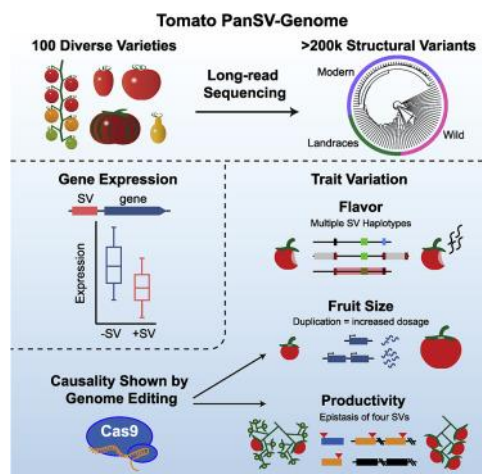 Tomato PanSV-Genome
100 Diverse Varieties
>200k Structural Variants
Long-read
Sequencing
Modern
Landraces
Wild
Gene Expression
SV
gene
Expression
-SV
+SV
Trait Variation
Flavor
Multiple SV Haplotypes
Fruit Size
Duplication = increased dosage
Causality Shown by
Genome Editing
Cas9
Productivity
Epistasis of four SVs